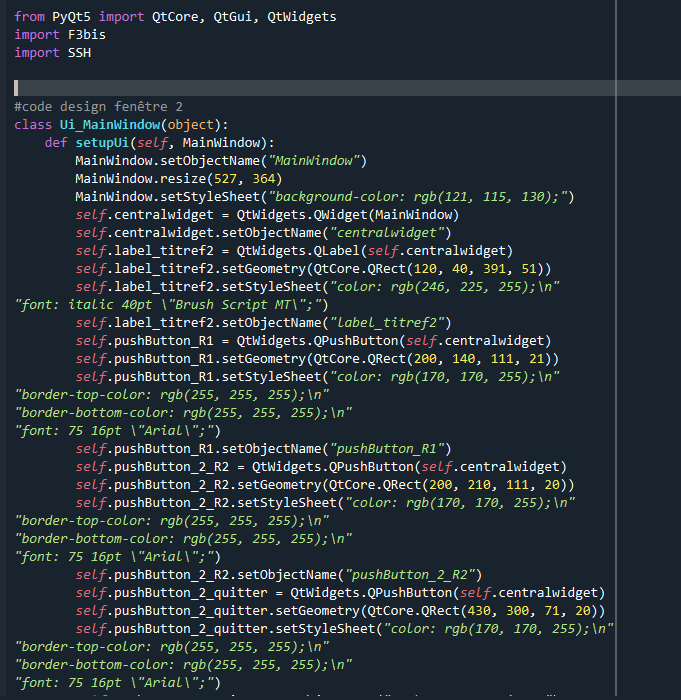 from PyQt5 import QtCore, QtGui, QtWidgets
import F3bis
import SSH
#code design fenêtre 2
class Ui_MainWindow(object):
    def setupUi(self, MainWindow):
        MainWindow.setObjectName("MainWindow")
        MainWindow.resize(527, 364)
        MainWindow.setStyleSheet("background-color: rgb(121, 115, 130);")
        self.centralwidget = QtWidgets.QWidget(MainWindow)
        self.centralwidget.setObjectName("centralwidget")
        self.label_titref2 = QtWidgets.QLabel(self.centralwidget)
        self.label_titref2.setGeometry(QtCore.QRect(120, 40, 391, 51))
        self.label_titref2.setStyleSheet("color: rgb(246, 225, 255);\n"
"font: italic 40pt \"Brush Script MT\";")
        self.label_titref2.setObjectName("label_titref2")
        self.pushButton_R1 = QtWidgets.QPushButton(self.centralwidget)
        self.pushButton_R1.setGeometry(QtCore.QRect(200, 140, 111, 21))
        self.pushButton_R1.setStyleSheet("color: rgb(170, 170, 255);\n"
"border-top-color: rgb(255, 255, 255);\n"
"border-bottom-color: rgb(255, 255, 255);\n"
"font: 75 16pt \"Arial\";")
        self.pushButton_R1.setObjectName("pushButton_R1")
        self.pushButton_2_R2 = QtWidgets.QPushButton(self.centralwidget)
        self.pushButton_2_R2.setGeometry(QtCore.QRect(200, 210, 111, 20))
        self.pushButton_2_R2.setStyleSheet("color: rgb(170, 170, 255);\n"
"border-top-color: rgb(255, 255, 255);\n"
"border-bottom-color: rgb(255, 255, 255);\n"
"font: 75 16pt \"Arial\";")
        self.pushButton_2_R2.setObjectName("pushButton_2_R2")
        self.pushButton_2_quitter = QtWidgets.QPushButton(self.centralwidget)
        self.pushButton_2_quitter.setGeometry(QtCore.QRect(430, 300, 71, 20))
        self.pushButton_2_quitter.setStyleSheet("color: rgb(170, 170, 255);\n"
"border-top-color: rgb(255, 255, 255);\n"
"border-bottom-color: rgb(255, 255, 255);\n"
"font: 75 16pt \"Arial\";")